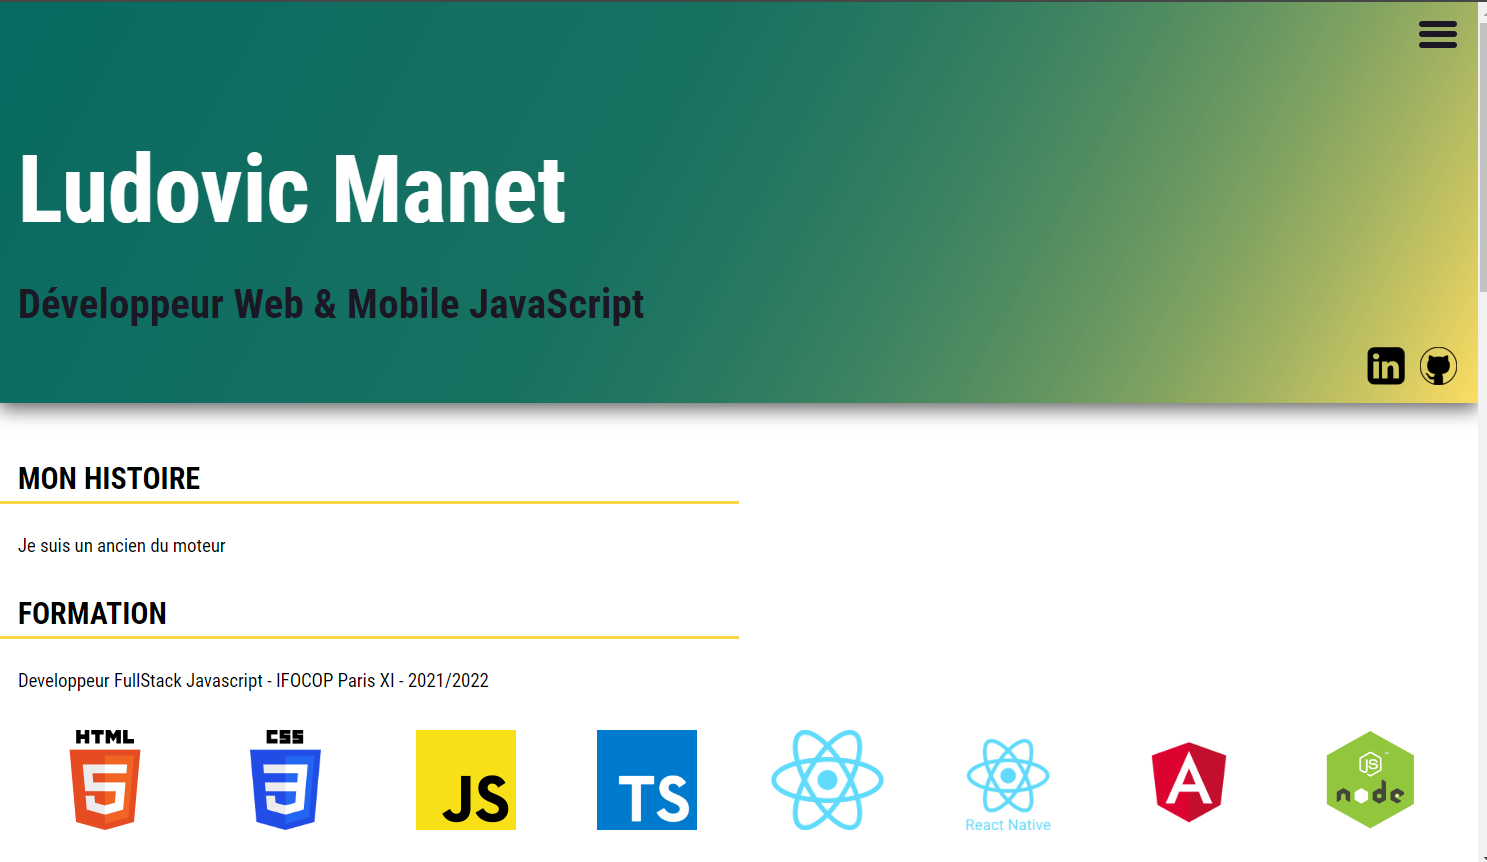 Ludovic Manet
Développeur Web & Mobile JavaScript
in
MON HISTOIRE
Je suis un ancien du moteur
FORMATION
Developpeur FullStack Javascript - IFOCOP Paris XI - 2021/2022
HTML CSS
5 3 JS TS A JS node
React Native